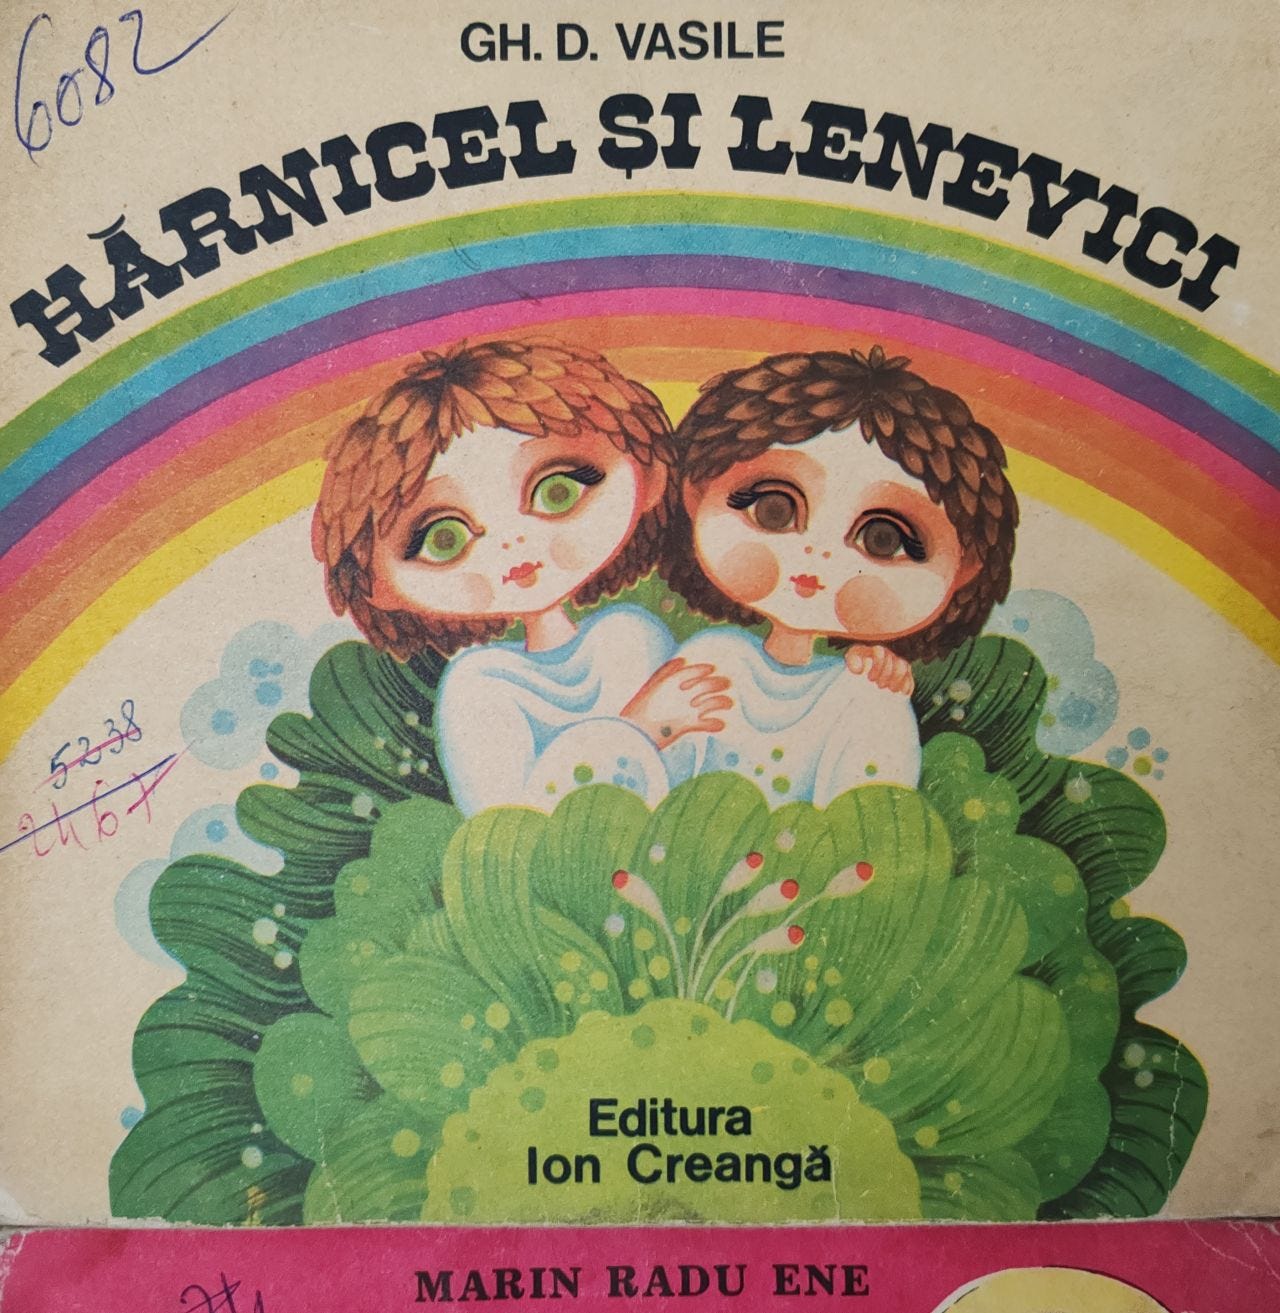 6082
GH. D. VASILE
HĂRNICEL ȘI LENEVICI
5238
2467
Editura
Ion Creangă
MARIN RADU ENE